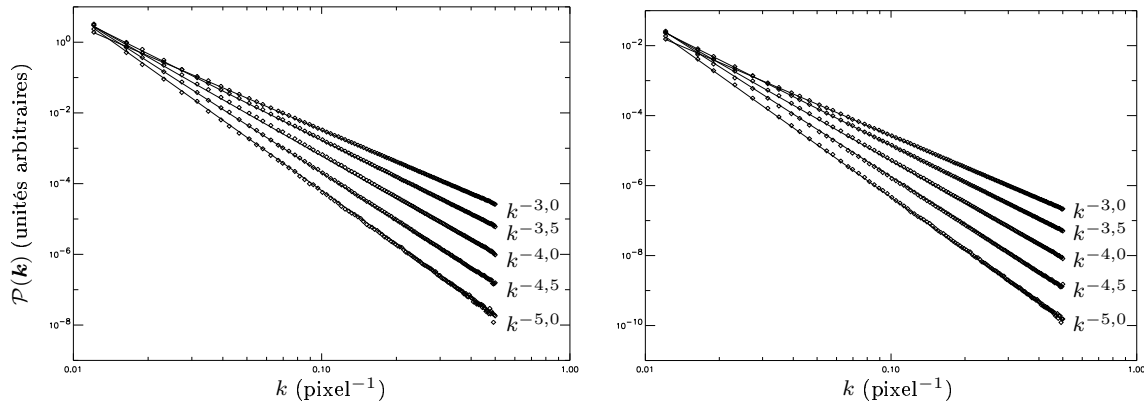 10⁰
10⁻²
10⁻⁴
10⁻⁶
10⁻⁸
𝒫(𝒌) (unités arbitraires)
k⁻³,⁰
k⁻³,⁵
k⁻⁴,⁰
k⁻⁴,⁵
k⁻⁵,⁰
0.01
0.10
1.00
k (pixel⁻¹)
10⁻²
10⁻⁴
10⁻⁶
10⁻⁸
10⁻¹⁰
k⁻³,⁰
k⁻³,⁵
k⁻⁴,⁰
k⁻⁴,⁵
k⁻⁵,⁰
0.01
0.10
1.00
k (pixel⁻¹)